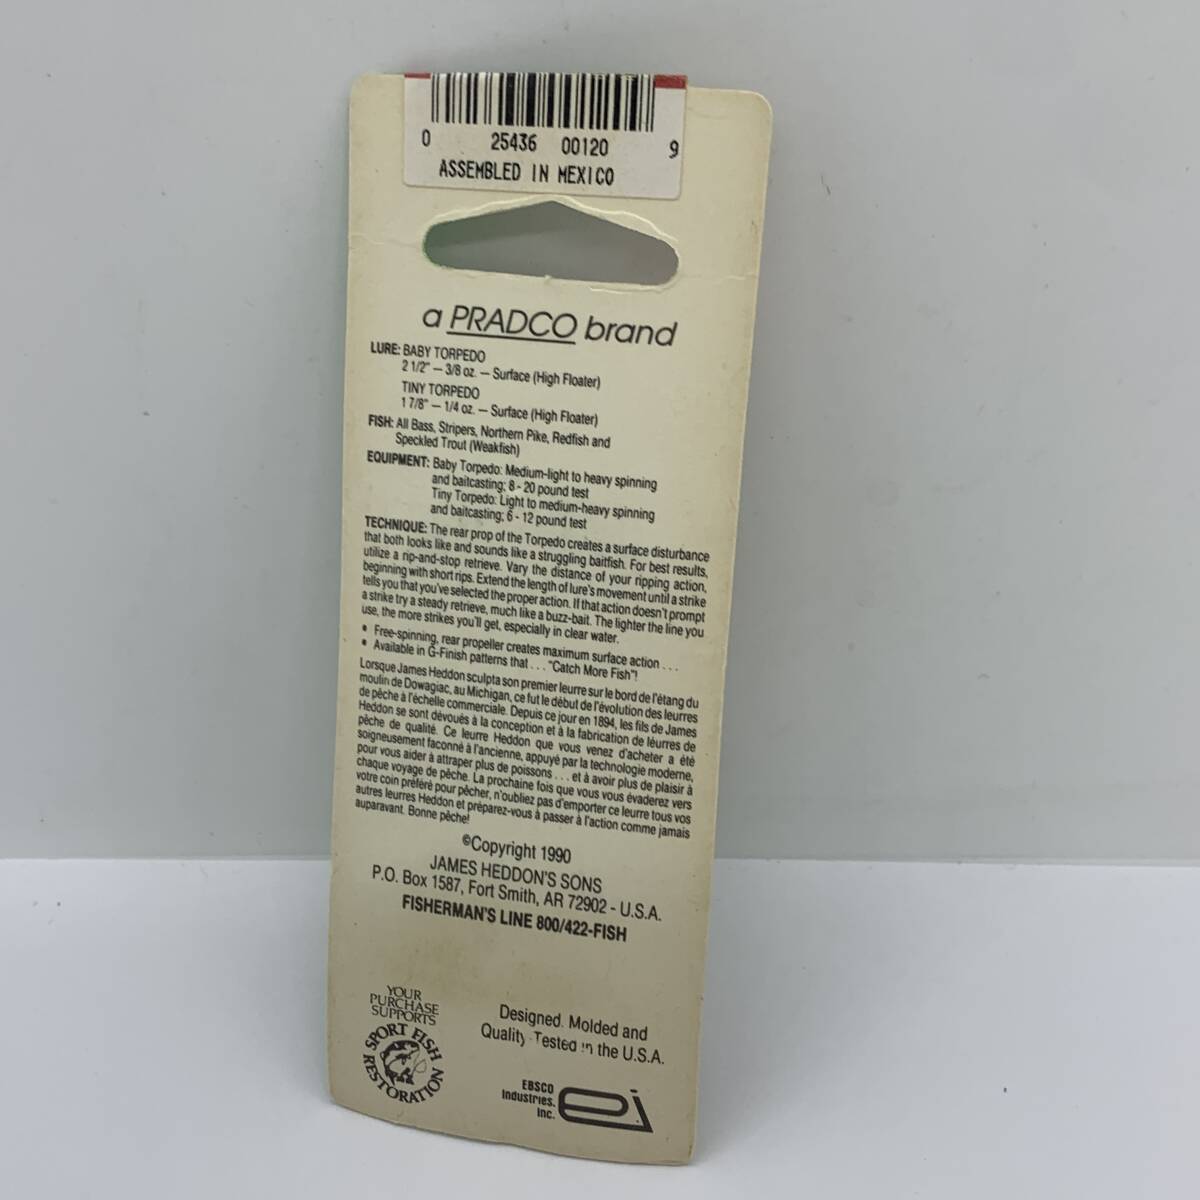 0 25436 00120 9
ASSEMBLED IN MEXICO
a PRADCO brand
LURE: BABY TORPEDO
2 1/2" — 3/8 oz. — Surface (High Floater)
TINY TORPEDO
1 7/8" — 1/4 oz. — Surface (High Floater)
FISH: All Bass, Stripers, Northern Pike, Redfish and
Speckled Trout (Weakfish)
EQUIPMENT: Baby Torpedo: Medium-light to heavy spinning
and baitcasting; 8 - 20 pound test
Tiny Torpedo: Light to medium-heavy spinning
and baitcasting; 6 - 12 pound test
TECHNIQUE: The rear prop of the Torpedo creates a surface disturbance
that both looks like and sounds like a struggling baitfish. For best results,
utilize a rip-and-stop retrieve. Vary the distance of your ripping action,
beginning with short rips. Extend the length of lure's movement until a strike
tells you that you've selected the proper action. If that action doesn't prompt
a strike try a steady retrieve, much like a buzz-bait. The lighter the line you
use, the more strikes you'll get, especially in clear water.
• Free-spinning, rear propeller creates maximum surface action . . .
• Available in G-Finish patterns that . . . "Catch More Fish"!
Lorsque James Heddon sculpta son premier leurre sur le bord de l'étang du
moulin de Dowagiac, au Michigan, ce fut le début de l'évolution des leurres
de pêche à l'échelle commerciale. Depuis ce jour en 1894, les fils de James
Heddon se sont dévoués à la conception et à la fabrication de léurres de
pêche de qualité. Ce leurre Heddon que vous venez d'acheter a été
soigneusement faconné à l'ancienne, appuyé par la technologie moderne,
pour vous aider à attraper plus de poissons . . . et à avoir plus de plaisir à
chaque voyage de pêche. La prochaine fois que vous vous évaderez vers
votre coin préféré pour pêcher, n'oubliez pas d'emporter ce leurre tous vos
autres leurres Heddon et préparez-vous à passer à l'action comme jamais
auparavant. Bonne pêche!
©Copyright 1990
JAMES HEDDON'S SONS
P.O. Box 1587, Fort Smith, AR 72902 - U.S.A.
FISHERMAN'S LINE 800/422-FISH
YOUR
PURCHASE
SUPPORTS
SPORT FISH
RESTORATION
Designed, Molded and
Quality Tested in the U.S.A.
EBSCO
Industries,
Inc.
ei